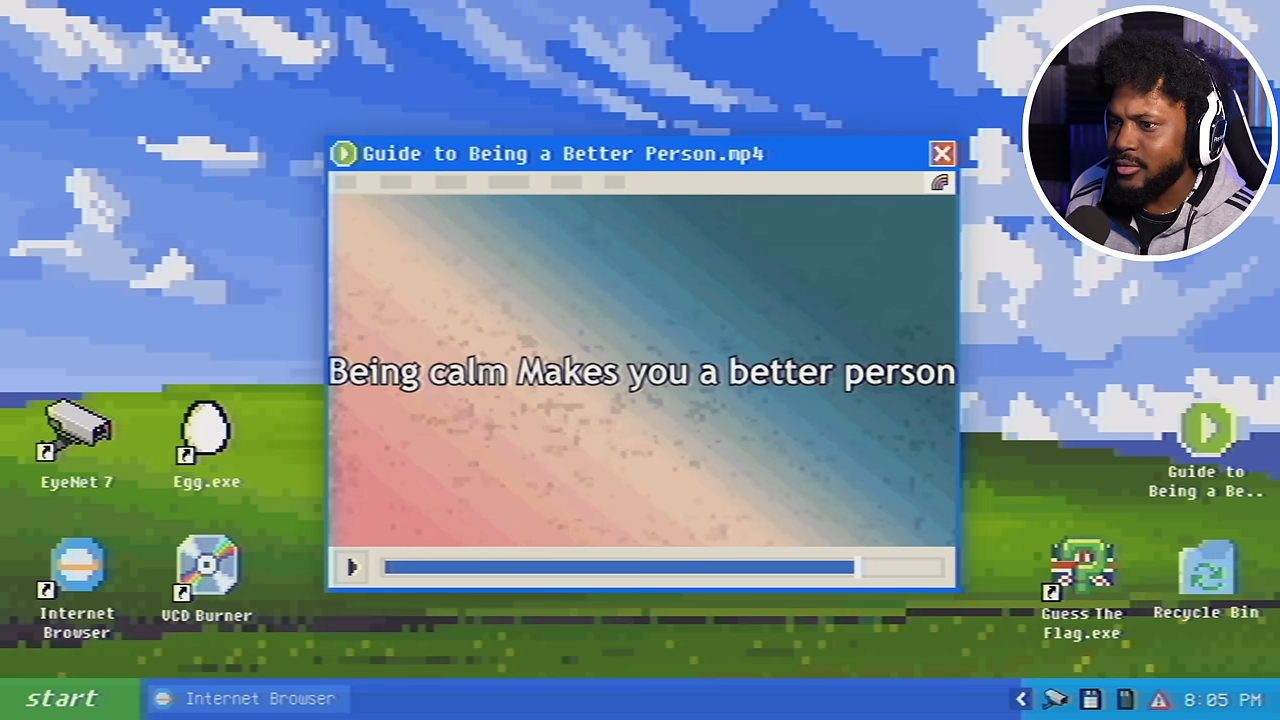 Guide to Being a Better Person.mp4
Being calm Makes you a better person
EyeNet 7
Egg.exe
Internet
Browser
VCD Burner
Guide to
Being a Be..
Guess The
Flag.exe
Recycle Bin
start
Internet Browser
8:05 PM